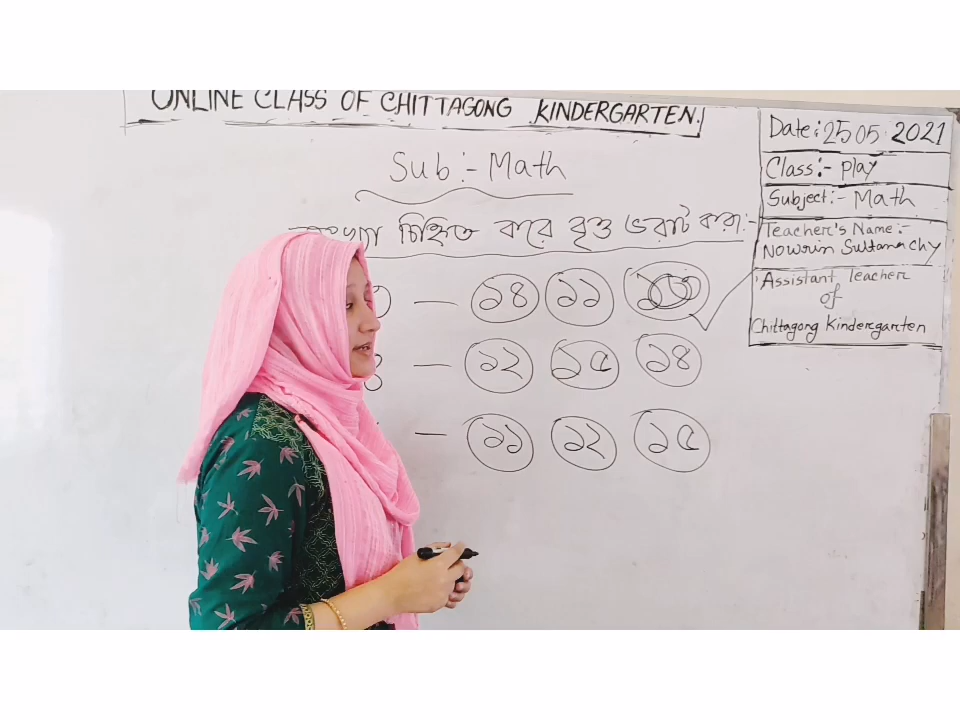 ONLINE CLASS OF CHITTAGONG KINDERGARTEN.
Sub:- Math
চিহ্নিত করে বৃত্ত ভরাট করা:-
— ১৪ ১১
— ১২ ১৫ ১৪
— ১১ ১২ ১৫
Date: 25 05 2021
Class:- Play
Subject:- Math
Teacher's Name:-
Nowrin Sultana chy
Assistant Teacher
of
Chittagong Kindergarten